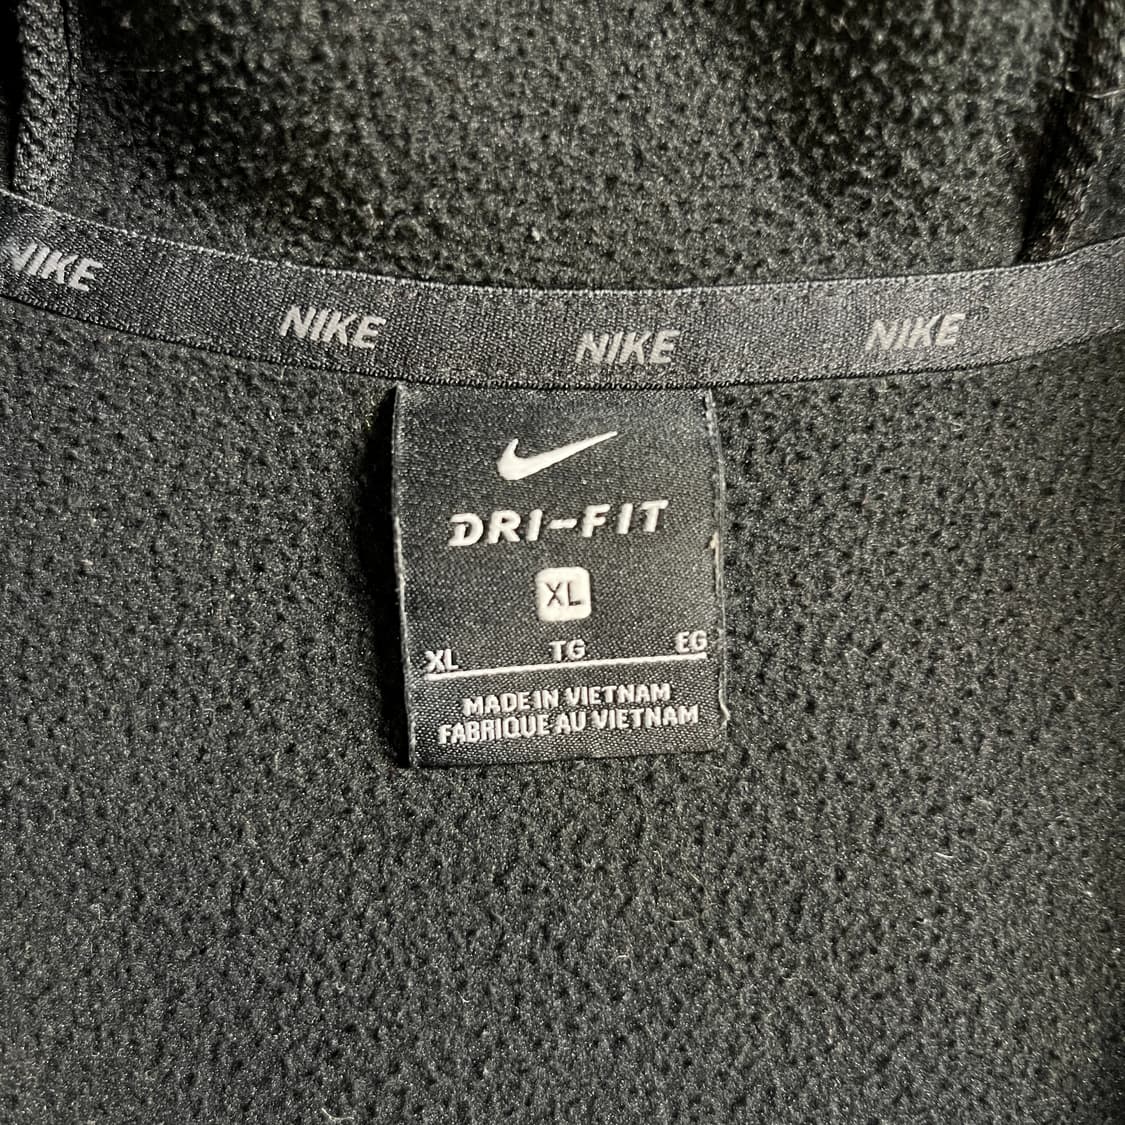 NIKE NIKE NIKE NIKE
DRI-FIT
XL
XL TG EG
MADE IN VIETNAM
FABRIQUE AU VIETNAM